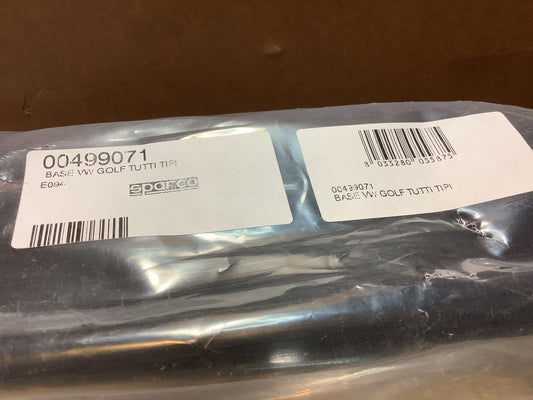 00499071
BASE VW GOLF TUTTI TIPI
E094
sparco
8 033280 035875
00499071
BASE VW GOLF TUTTI TIPI